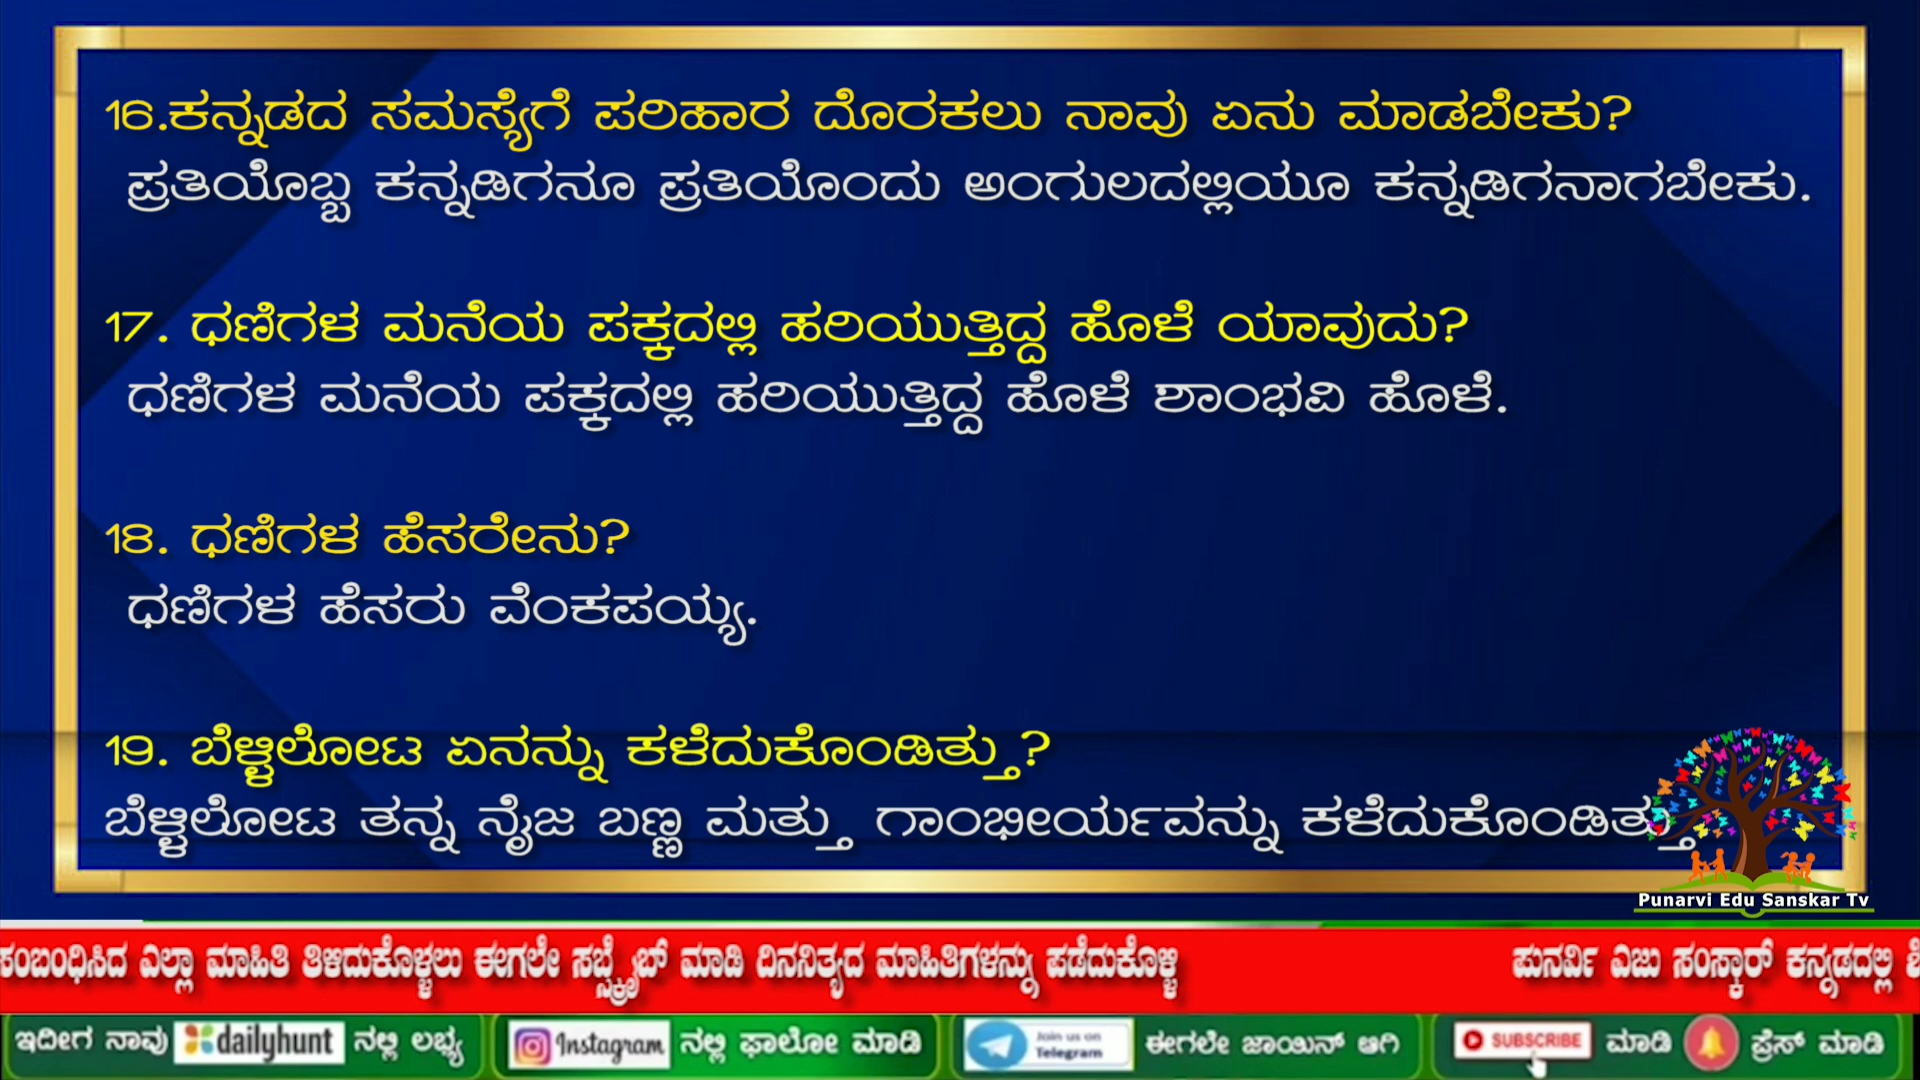 16.ಕನ್ನಡದ ಸಮಸ್ಯೆಗೆ ಪರಿಹಾರ ದೊರಕಲು ನಾವು ಏನು ಮಾಡಬೇಕು?
ಪ್ರತಿಯೊಬ್ಬ ಕನ್ನಡಿಗನೂ ಪ್ರತಿಯೊಂದು ಅಂಗುಲದಲ್ಲಿಯೂ ಕನ್ನಡಿಗನಾಗಬೇಕು.
17. ಧಣಿಗಳ ಮನೆಯ ಪಕ್ಕದಲ್ಲಿ ಹರಿಯುತ್ತಿದ್ದ ಹೊಳೆ ಯಾವುದು?
ಧಣಿಗಳ ಮನೆಯ ಪಕ್ಕದಲ್ಲಿ ಹರಿಯುತ್ತಿದ್ದ ಹೊಳೆ ಶಾಂಭವಿ ಹೊಳೆ.
18. ಧಣಿಗಳ ಹೆಸರೇನು?
ಧಣಿಗಳ ಹೆಸರು ವೆಂಕಪಯ್ಯ.
19. ಬೆಳ್ಳಿಲೋಟ ಏನನ್ನು ಕಳೆದುಕೊಂಡಿತ್ತು?
ಬೆಳ್ಳಿಲೋಟ ತನ್ನ ನೈಜ ಬಣ್ಣ ಮತ್ತು ಗಾಂಭೀರ್ಯವನ್ನು ಕಳೆದುಕೊಂಡಿತ್ತು
Punarvi Edu Sanskar Tv
ಸಂಬಂಧಿಸಿದ ಎಲ್ಲಾ ಮಾಹಿತಿ ತಿಳಿದುಕೊಳ್ಳಲು ಈಗಲೇ ಸಬ್ಸ್ಕ್ರೈಬ್ ಮಾಡಿ ದಿನನಿತ್ಯದ ಮಾಹಿತಿಗಳನ್ನು ಪಡೆದುಕೊಳ್ಳಿ ಪುನರ್ವಿ ಎಜು ಸಂಸ್ಕಾರ್ ಕನ್ನಡದಲ್ಲಿ
ಇದೀಗ ನಾವು dailyhunt ನಲ್ಲಿ ಲಭ್ಯ Instagram ನಲ್ಲಿ ಫಾಲೋ ಮಾಡಿ Join us on Telegram ಈಗಲೇ ಜಾಯಿನ್ ಆಗಿ SUBSCRIBE ಮಾಡಿ ಪ್ರೆಸ್ ಮಾಡಿ